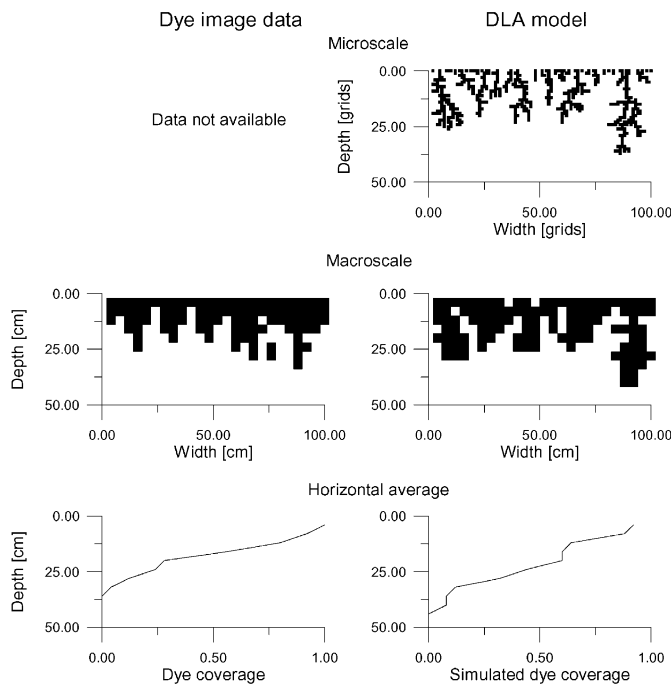 Dye image data
DLA model
Microscale
Data not available
Depth [grids]
0.00
25.00
50.00
0.00 50.00 100.00
Width [grids]
Macroscale
Depth [cm]
0.00
25.00
50.00
0.00 50.00 100.00
Width [cm]
0.00
25.00
50.00
0.00 50.00 100.00
Width [cm]
Horizontal average
Depth [cm]
0.00
25.00
50.00
0.00 0.50 1.00
Dye coverage
0.00
25.00
50.00
0.00 0.50 1.00
Simulated dye coverage